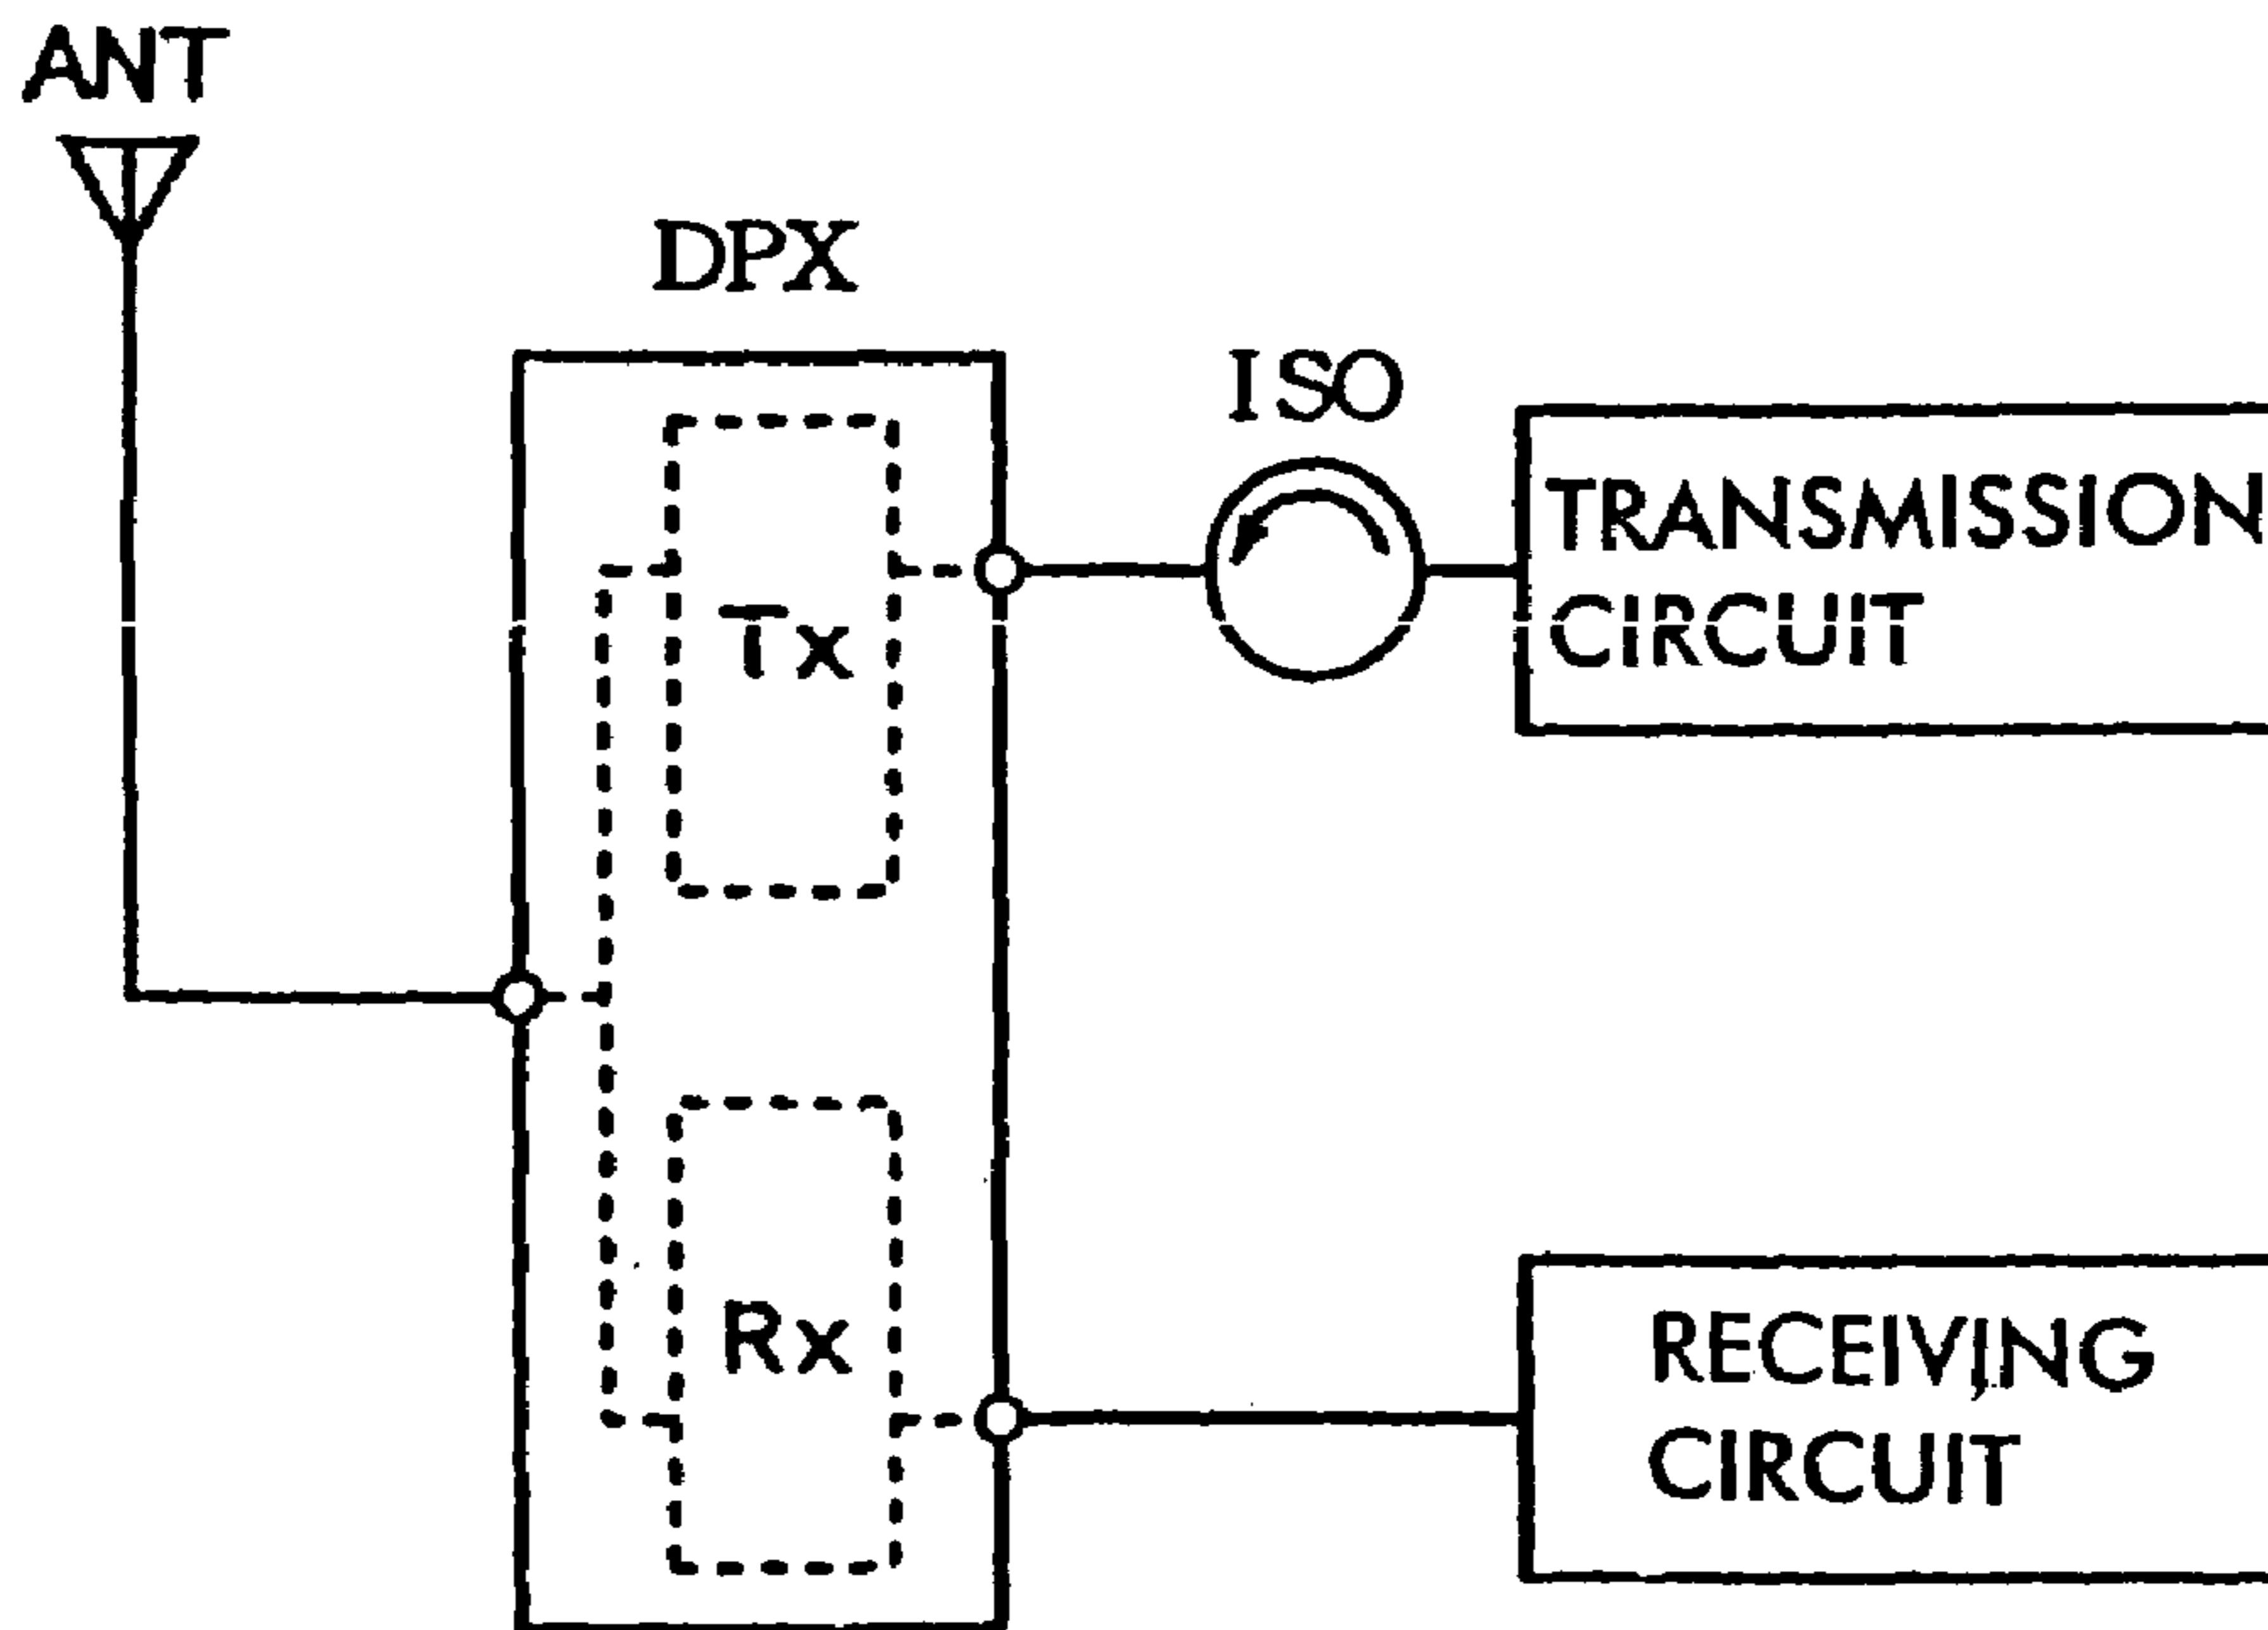 ANT
DPX
ISO
TRANSMISSION
CIRCUIT
Tx
Rx
RECEIVING
CIRCUIT